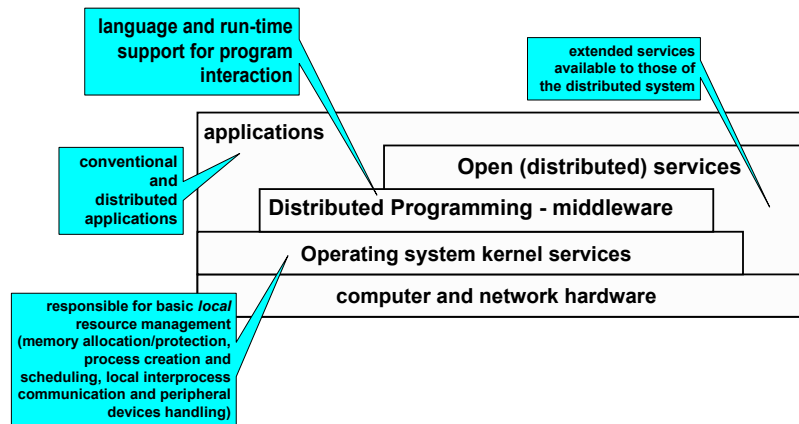 language and run-time
support for program
interaction
extended services
available to those of
the distributed system
applications
conventional
and
distributed
applications
Open (distributed) services
Distributed Programming - middleware
Operating system kernel services
computer and network hardware
responsible for basic local
resource management
(memory allocation/protection,
process creation and
scheduling, local interprocess
communication and peripheral
devices handling)